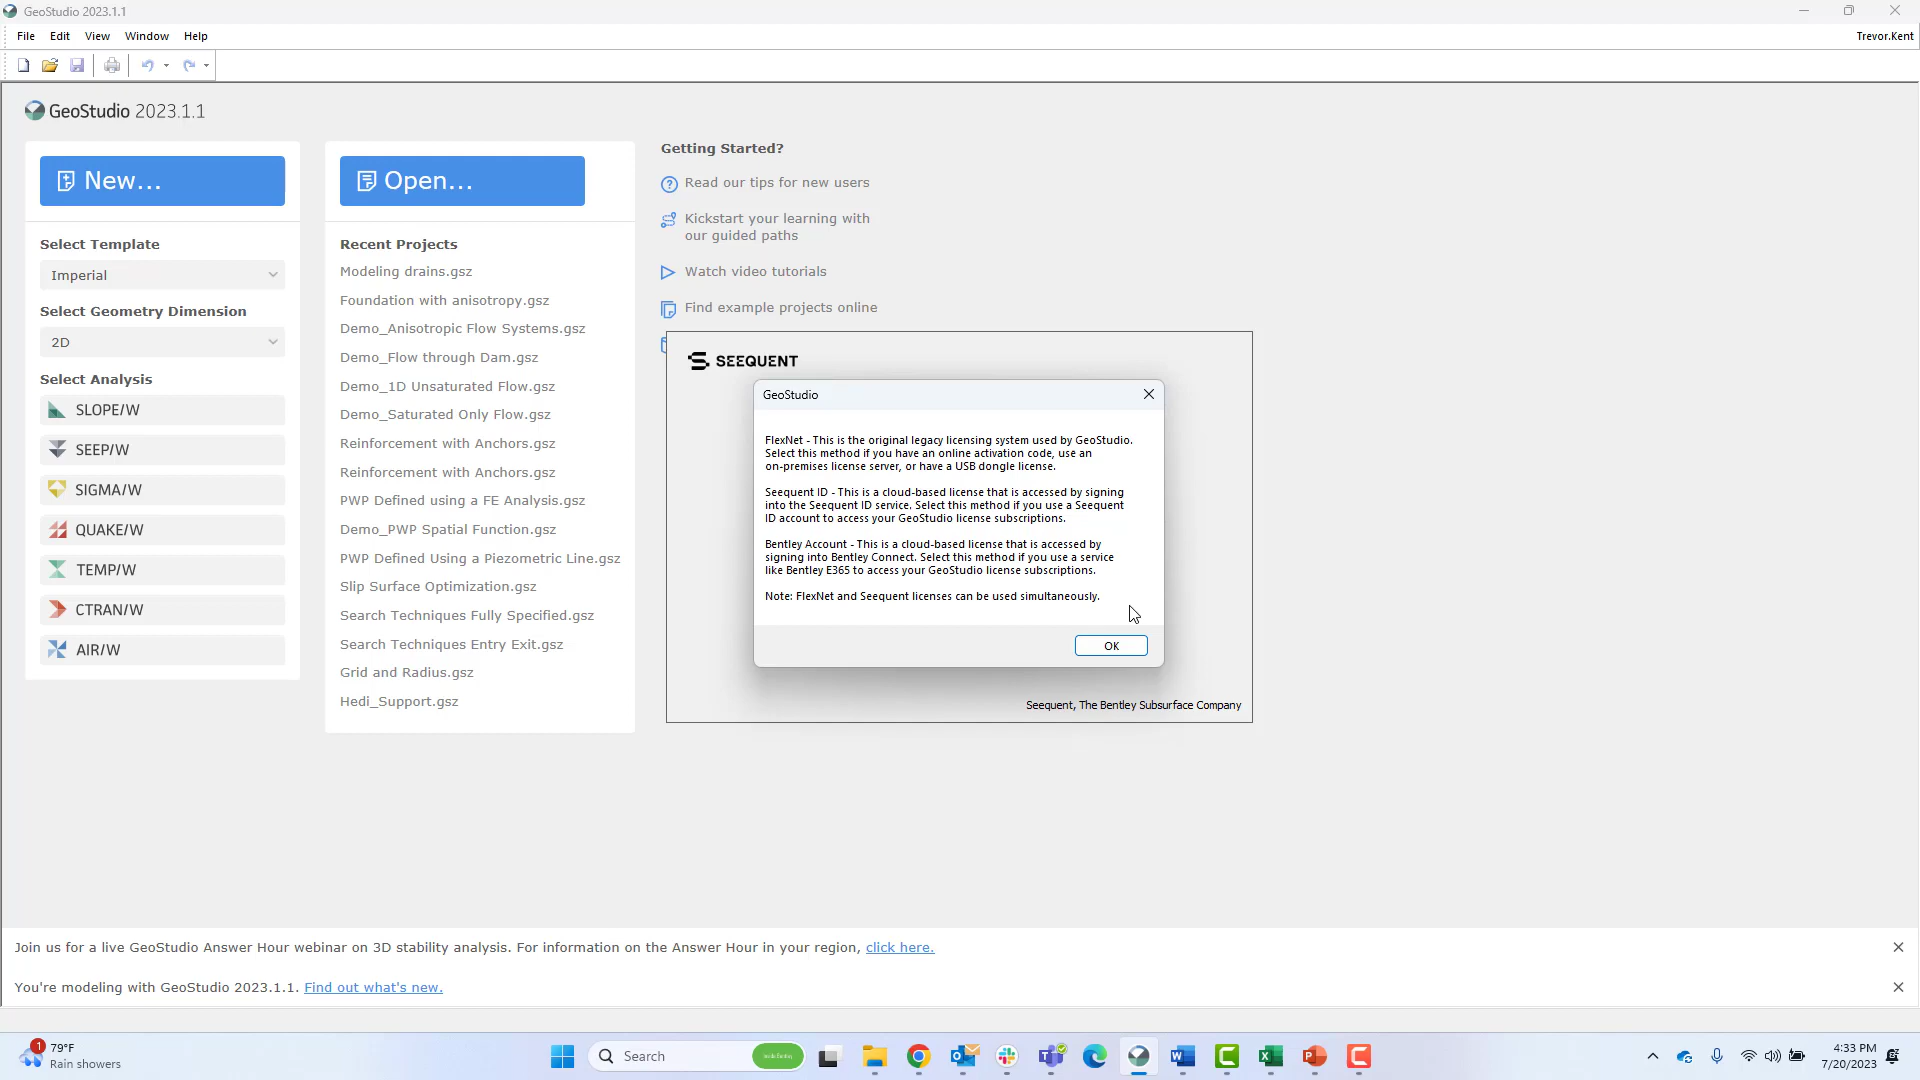 GeoStudio 2023.1.1
File Edit View Window Help
Trevor.Kent
GeoStudio 2023.1.1
New...
Select Template
Imperial
Select Geometry Dimension
2D
Select Analysis
SLOPE/W
SEEP/W
SIGMA/W
QUAKE/W
TEMP/W
CTRAN/W
AIR/W
Open...
Recent Projects
Modeling drains.gsz
Foundation with anisotropy.gsz
Demo_Anisotropic Flow Systems.gsz
Demo_Flow through Dam.gsz
Demo_1D Unsaturated Flow.gsz
Demo_Saturated Only Flow.gsz
Reinforcement with Anchors.gsz
Reinforcement with Anchors.gsz
PWP Defined using a FE Analysis.gsz
Demo_PWP Spatial Function.gsz
PWP Defined Using a Piezometric Line.gsz
Slip Surface Optimization.gsz
Search Techniques Fully Specified.gsz
Search Techniques Entry Exit.gsz
Grid and Radius.gsz
Hedi_Support.gsz
Getting Started?
Read our tips for new users
Kickstart your learning with
our guided paths
Watch video tutorials
Find example projects online
SEEQUENT
GeoStudio
FlexNet - This is the original legacy licensing system used by GeoStudio.
Select this method if you have an online activation code, use an
on-premises license server, or have a USB dongle license.
Seequent ID - This is a cloud-based license that is accessed by signing
into the Seequent ID service. Select this method if you use a Seequent
ID account to access your GeoStudio license subscriptions.
Bentley Account - This is a cloud-based license that is accessed by
signing into Bentley Connect. Select this method if you use a service
like Bentley E365 to access your GeoStudio license subscriptions.
Note: FlexNet and Seequent licenses can be used simultaneously.
OK
Seequent, The Bentley Subsurface Company
Join us for a live GeoStudio Answer Hour webinar on 3D stability analysis. For information on the Answer Hour in your region, click here.
You're modeling with GeoStudio 2023.1.1. Find out what's new.
1
79°F
Rain showers
Search
4:33 PM
7/20/2023